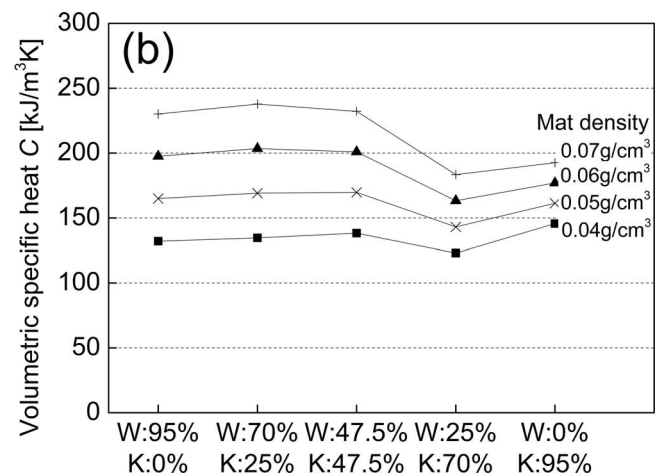 (b)
Volumetric specific heat C [kJ/m³K]
300
250
200
150
100
50
0
Mat density
0.07g/cm³
0.06g/cm³
0.05g/cm³
0.04g/cm³
W:95% W:70% W:47.5% W:25% W:0%
K:0% K:25% K:47.5% K:70% K:95%